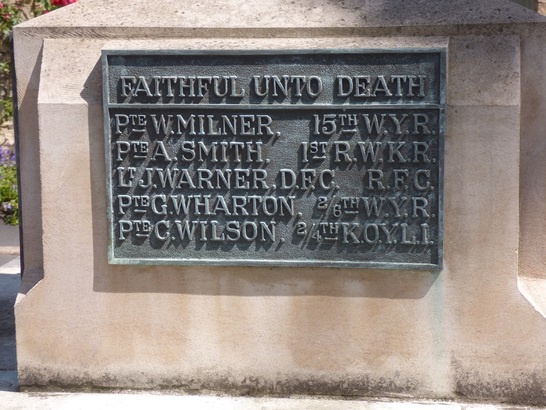 FAITHFUL UNTO DEATH
PTE W. MILNER. 15TH W.Y.R.
PTE A. SMITH. 1ST R.W.K.R.
LT J. WARNER. D.F.C. R.F.C.
PTE G. WHARTON. 2/6TH W.Y.R.
PTE C. WILSON. 2/4TH K.O.Y.L.I.